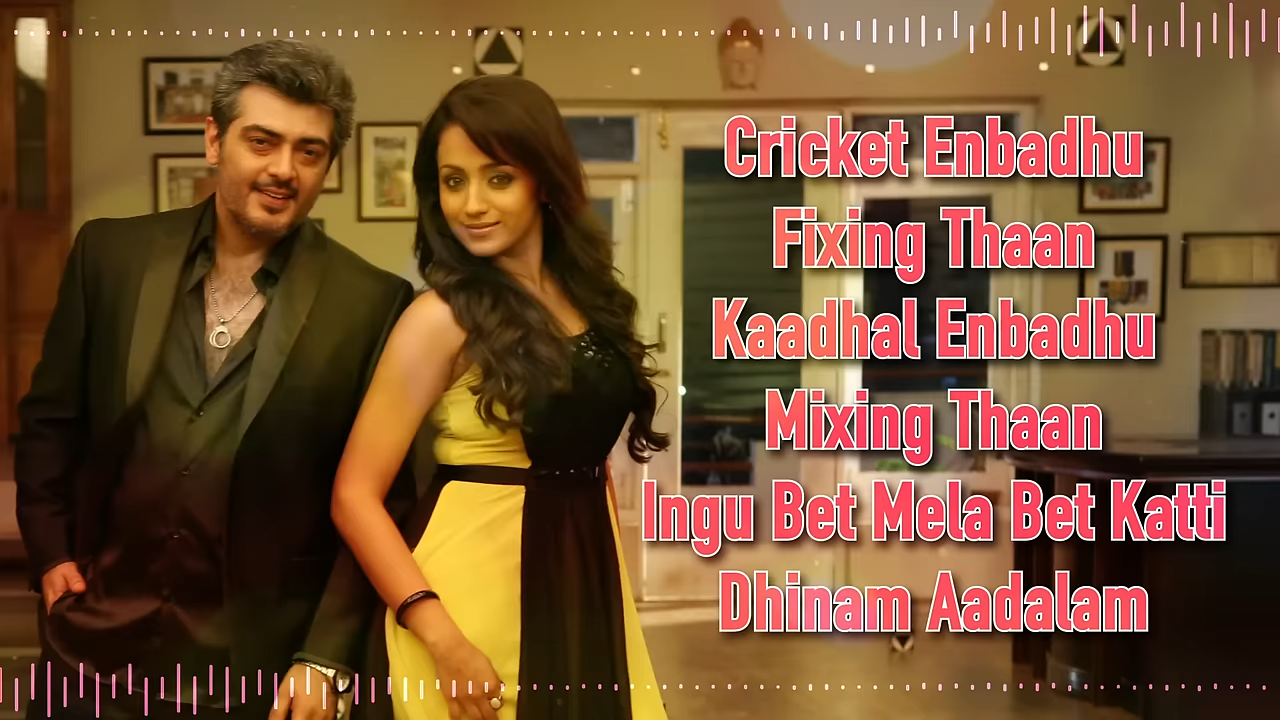 Cricket Enbadhu
Fixing Thaan
Kaadhal Enbadhu
Mixing Thaan
Ingu Bet Mela Bet Katti
Dhinam Aadalam